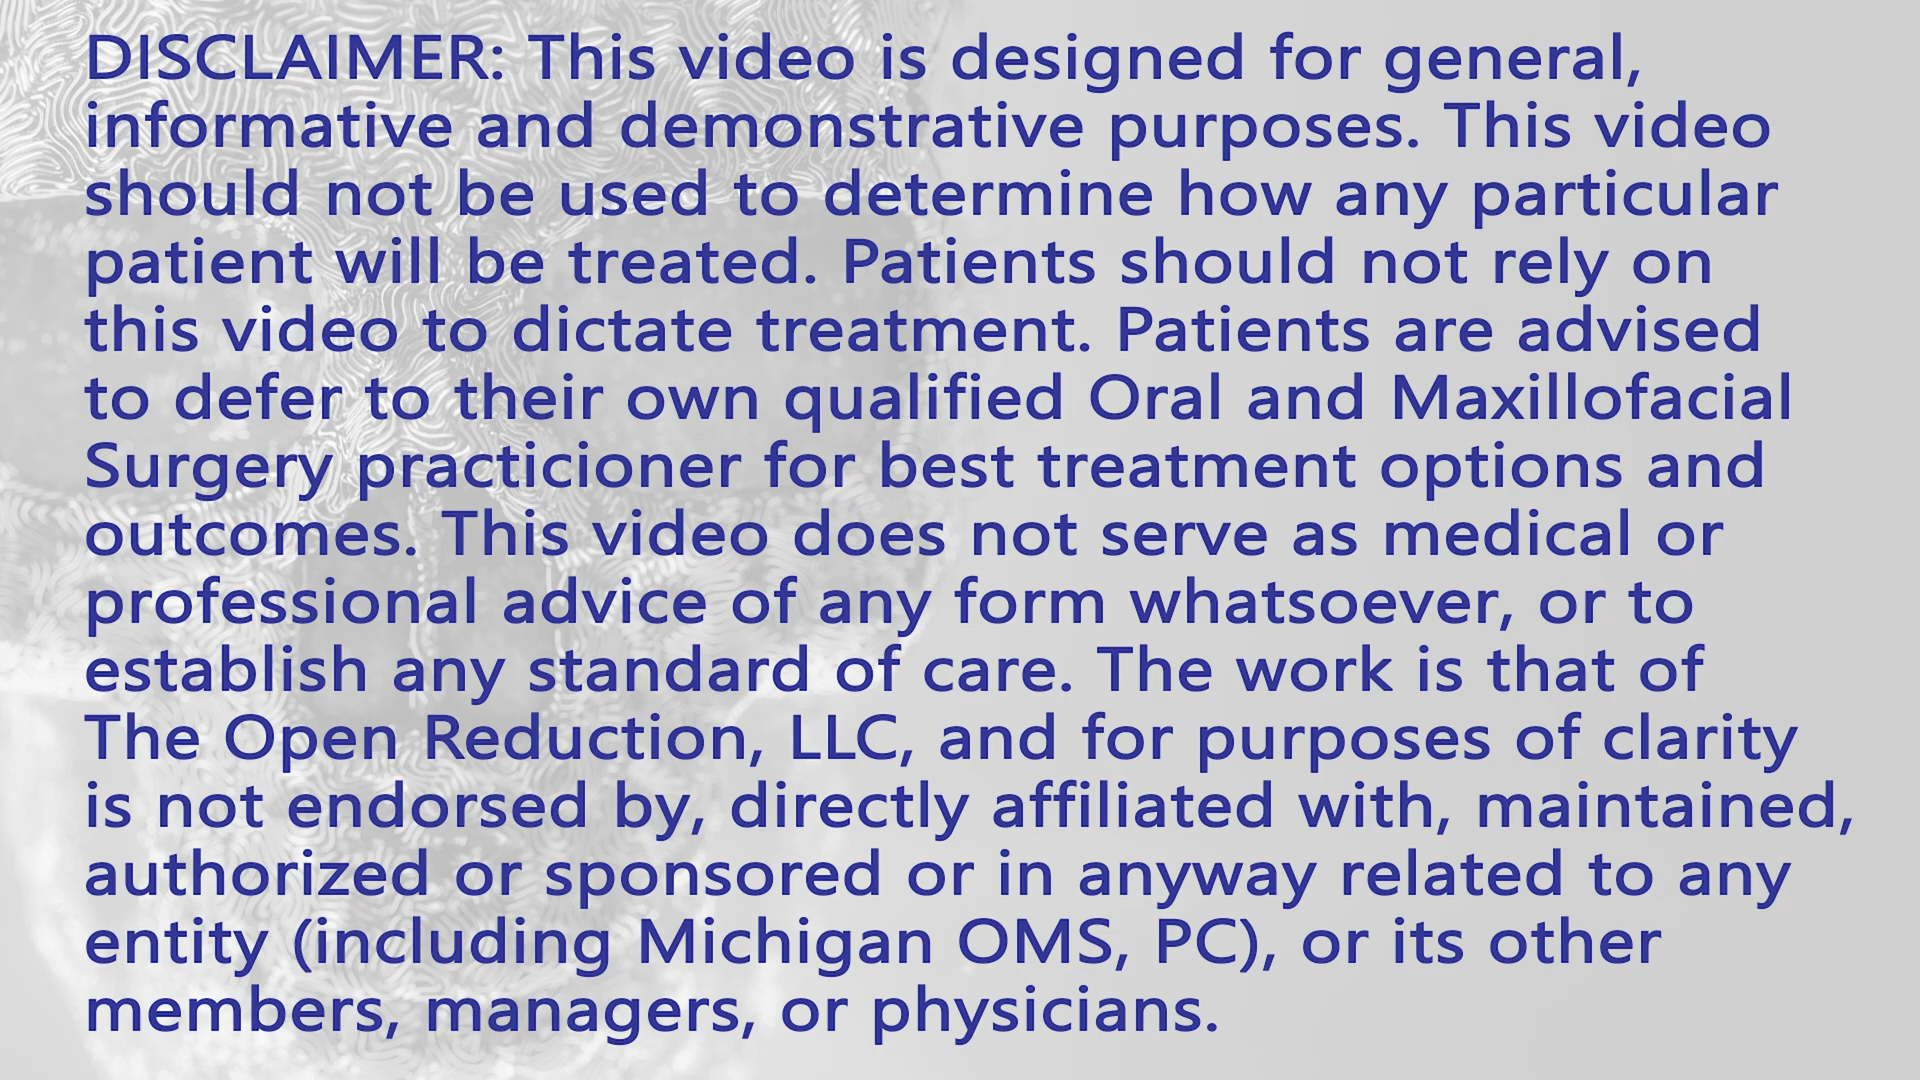 DISCLAIMER: This video is designed for general,
informative and demonstrative purposes. This video
should not be used to determine how any particular
patient will be treated. Patients should not rely on
this video to dictate treatment. Patients are advised
to defer to their own qualified Oral and Maxillofacial
Surgery practicioner for best treatment options and
outcomes. This video does not serve as medical or
professional advice of any form whatsoever, or to
establish any standard of care. The work is that of
The Open Reduction, LLC, and for purposes of clarity
is not endorsed by, directly affiliated with, maintained,
authorized or sponsored or in anyway related to any
entity (including Michigan OMS, PC), or its other
members, managers, or physicians.